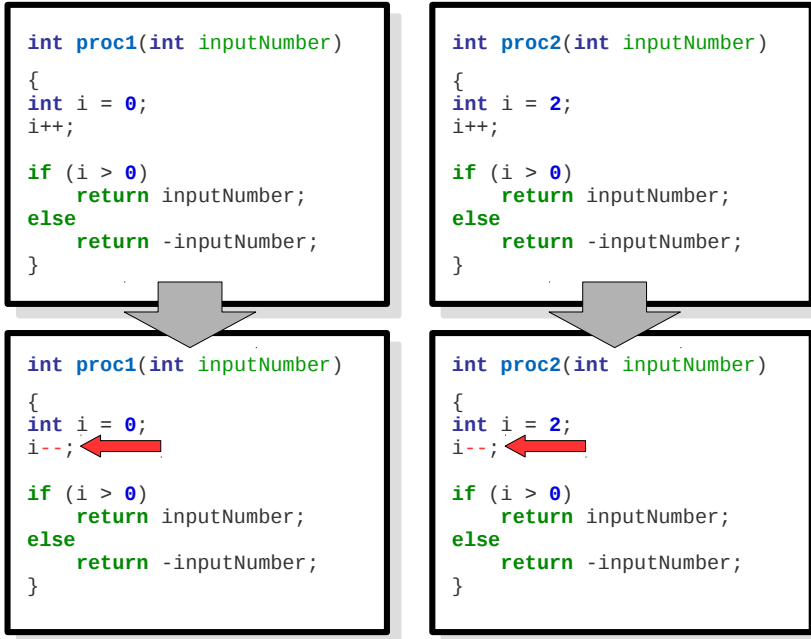 int proc1(int inputNumber)
{
int i = 0;
i++;
if (i > 0)
return inputNumber;
else
return -inputNumber;
}
int proc2(int inputNumber)
{
int i = 2;
i++;
if (i > 0)
return inputNumber;
else
return -inputNumber;
}
int proc1(int inputNumber)
{
int i = 0;
i--;
if (i > 0)
return inputNumber;
else
return -inputNumber;
}
int proc2(int inputNumber)
{
int i = 2;
i--;
if (i > 0)
return inputNumber;
else
return -inputNumber;
}